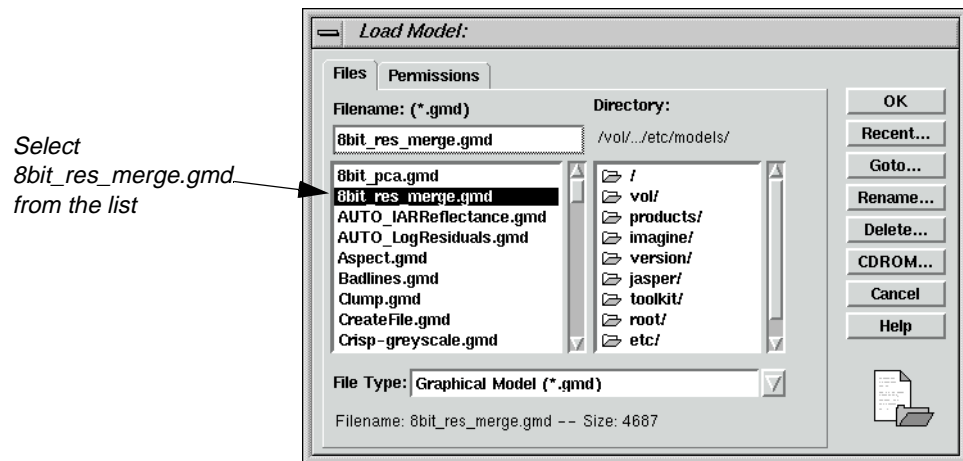 Select
8bit_res_merge.gmd
from the list
Load Model:
Files Permissions
Filename: (*.gmd) Directory:
8bit_res_merge.gmd /vol/.../etc/models/
8bit_pca.gmd
8bit_res_merge.gmd
AUTO_IARReflectance.gmd
AUTO_LogResiduals.gmd
Aspect.gmd
Badlines.gmd
Clump.gmd
CreateFile.gmd
Crisp-greyscale.gmd
/
vol/
products/
imagine/
version/
jasper/
toolkit/
root/
etc/
File Type: Graphical Model (*.gmd)
Filename: 8bit_res_merge.gmd -- Size: 4687
OK
Recent...
Goto...
Rename...
Delete...
CDROM...
Cancel
Help